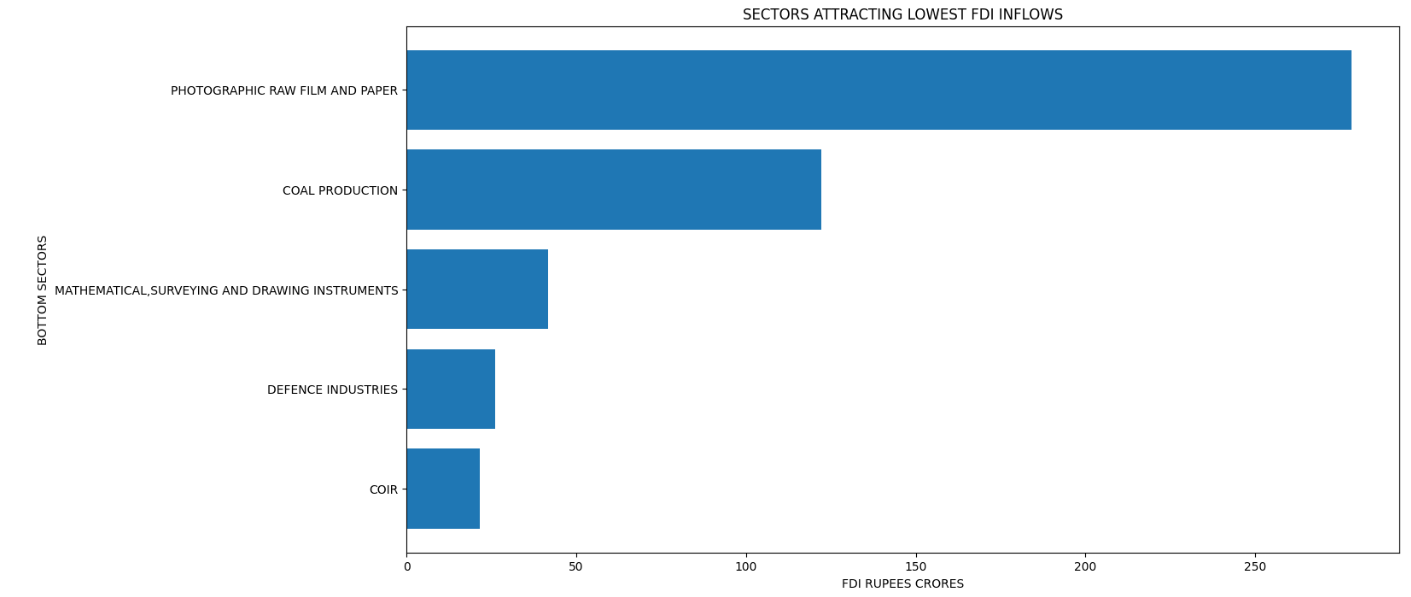 SECTORS ATTRACTING LOWEST FDI INFLOWS
PHOTOGRAPHIC RAW FILM AND PAPER
COAL PRODUCTION
MATHEMATICAL,SURVEYING AND DRAWING INSTRUMENTS
DEFENCE INDUSTRIES
COIR
BOTTOM SECTORS
0 50 100 150 200 250
FDI RUPEES CRORES